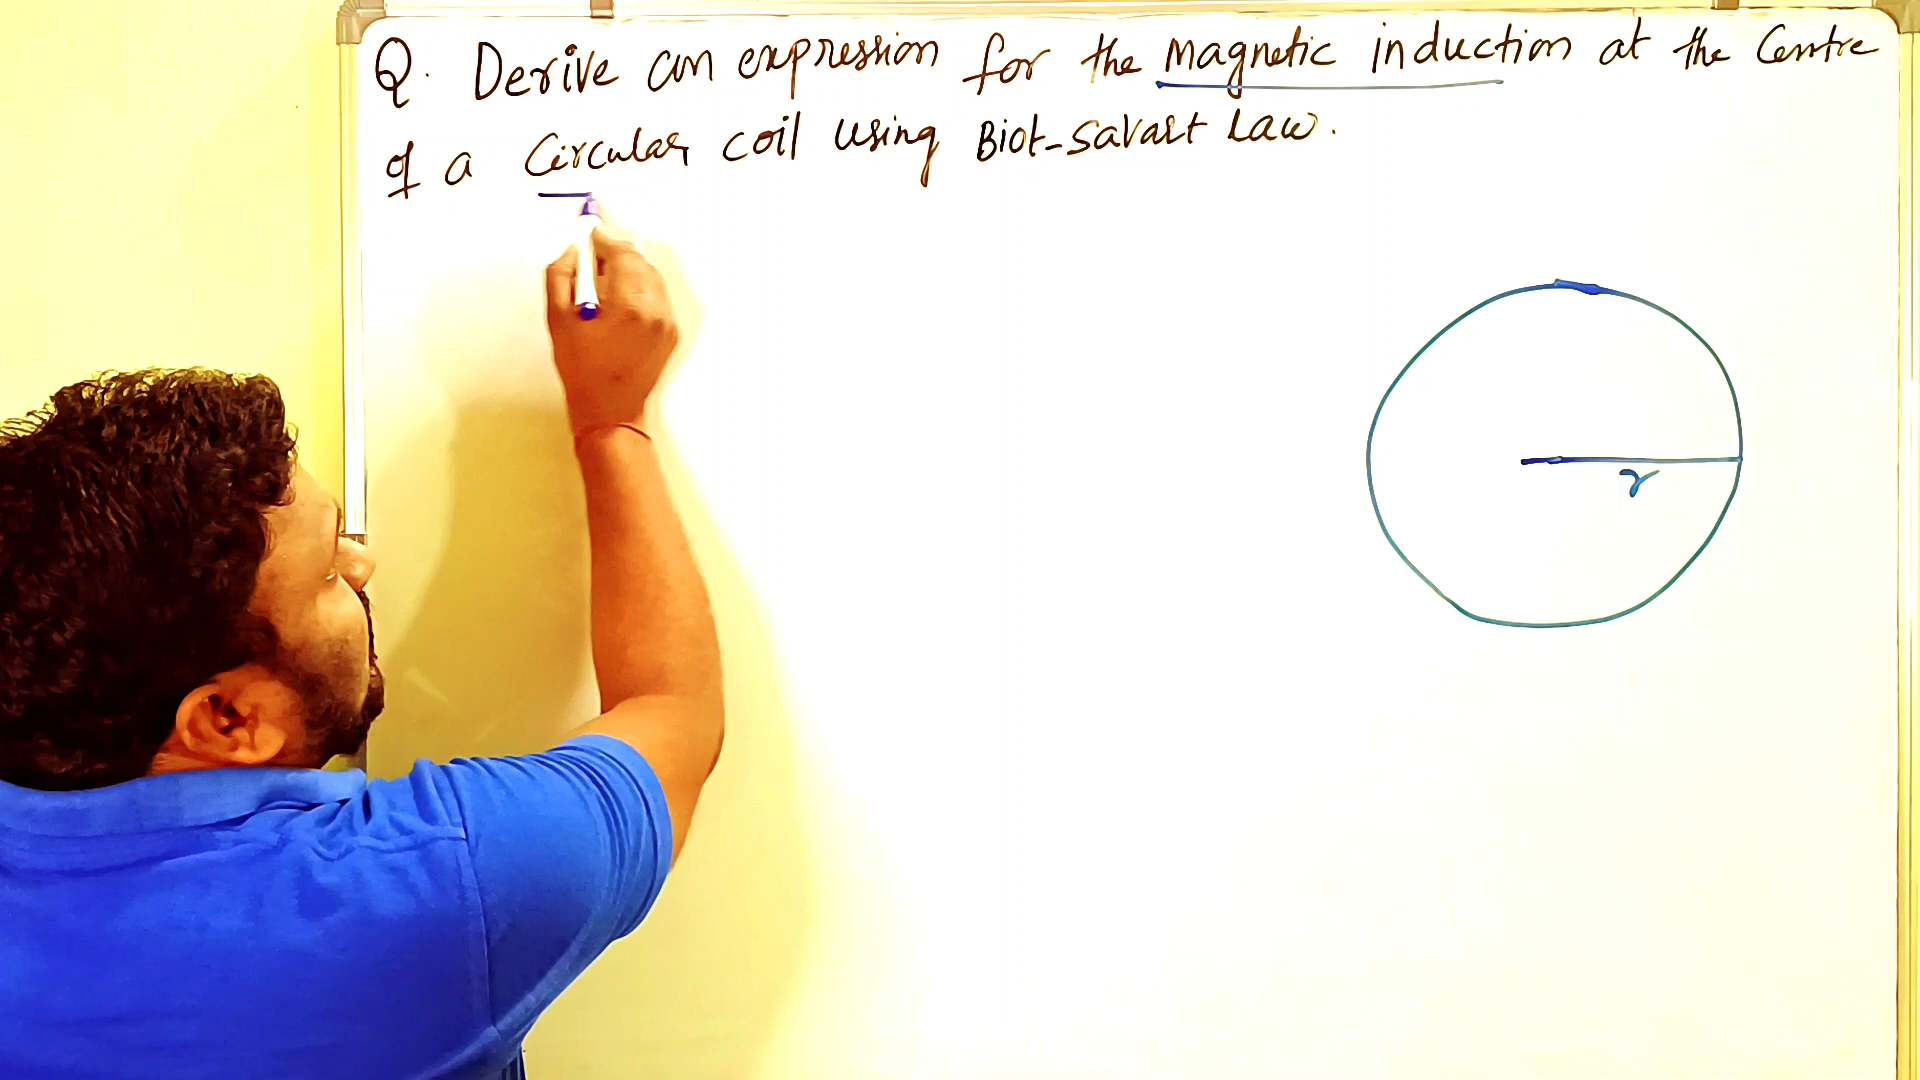 Q. Derive an expression for the magnetic induction at the Centre
of a Circular coil using Biot-Savart Law.
r